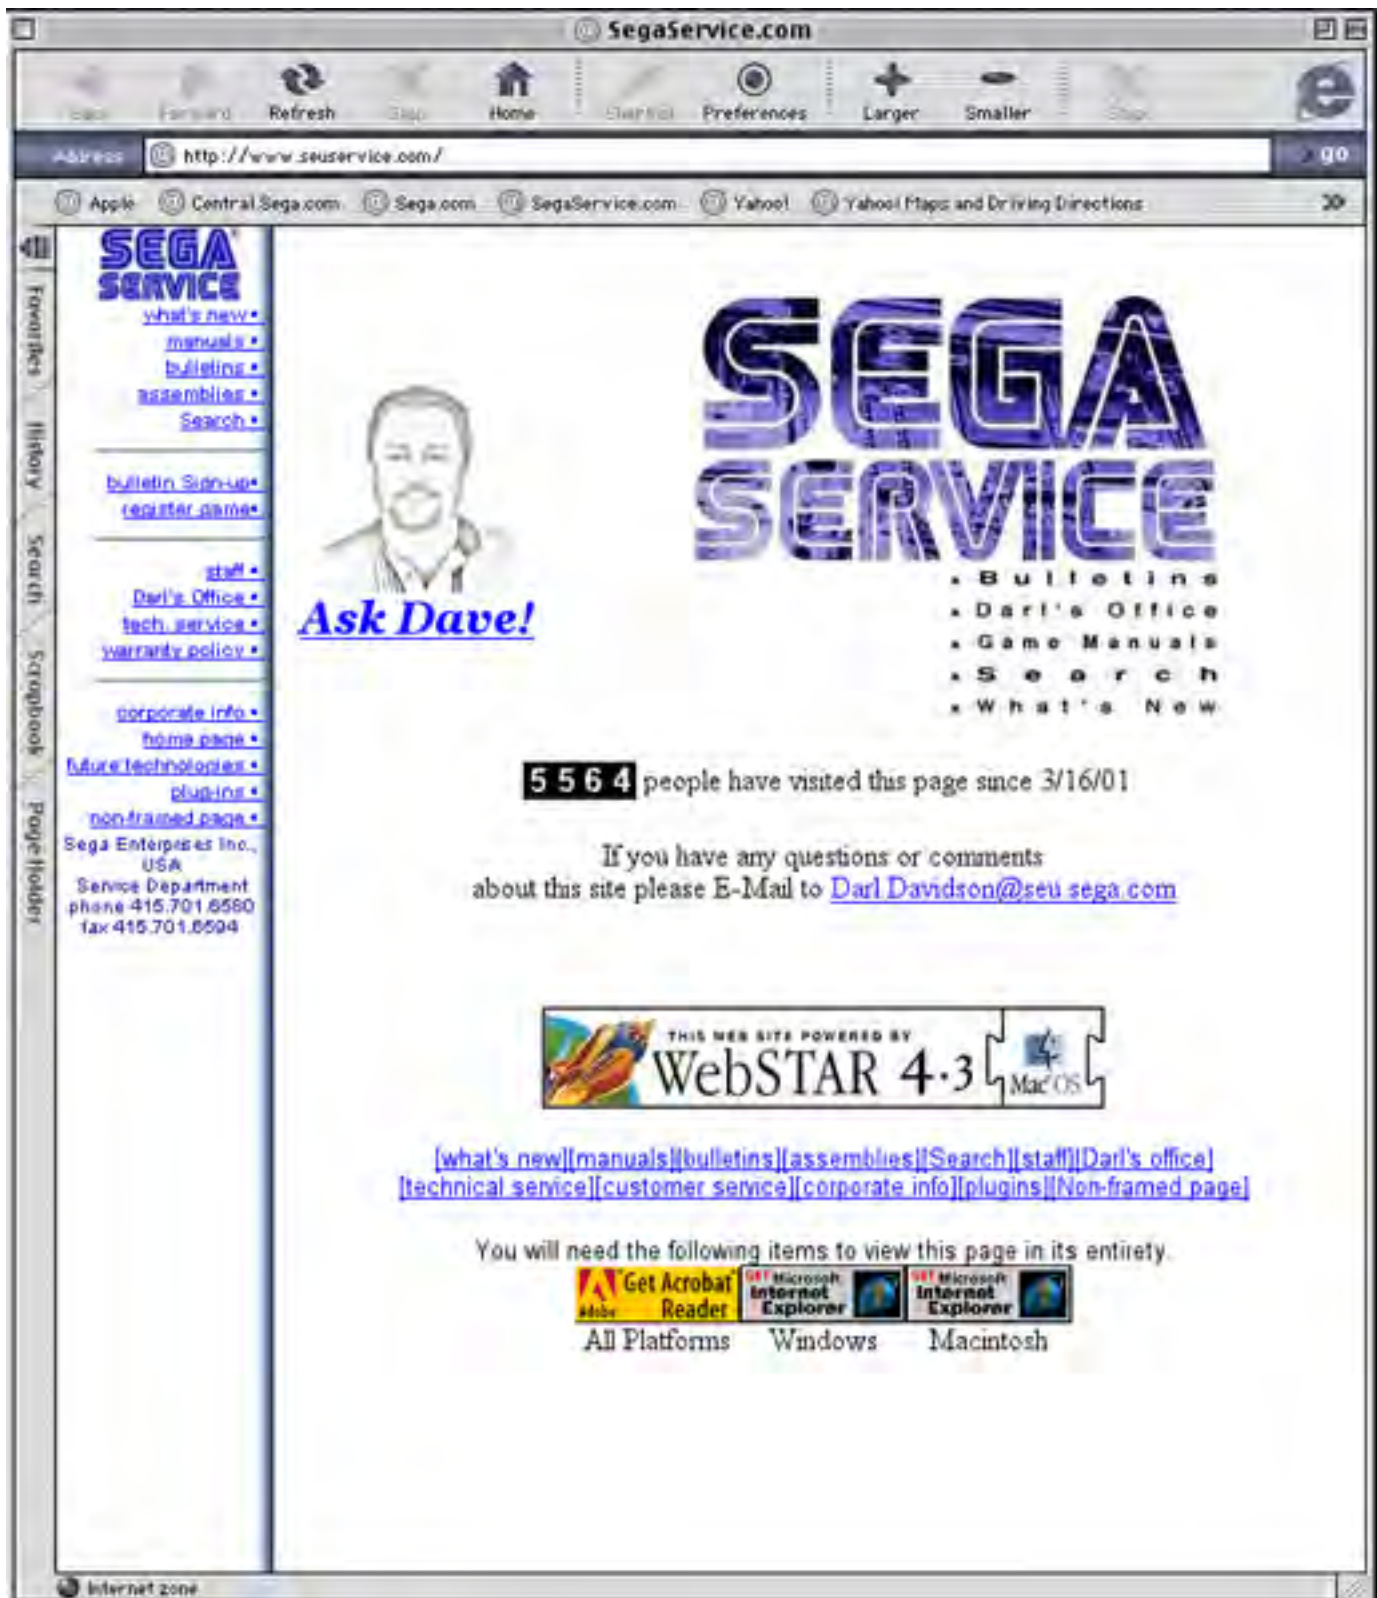 SegaService.com
Back Forward Refresh Stop Home Preferences Larger Smaller
Address http://www.seuservice.com/ go
Apple Central.Sega.com Sega.com SegaService.com Yahoo! Yahoo! Maps and Driving Directions
Favorites
History
Search
Scrapbook
Page Holder
SEGA
SERVICE
what's new •
manuals •
bulletins •
assemblies •
Search •
bulletin Sign-up•
register game•
staff •
Darl's Office •
tech. service •
warranty policy •
corporate info •
home page •
future technologies •
plug-ins •
non-framed page •
Sega Enterprises Inc.,
USA
Service Department
phone 415.701.6580
fax 415.701.6594
Ask Dave!
SEGA
SERVICE
Bulletins
Darl's Office
Game Manuals
Search
What's New
5564 people have visited this page since 3/16/01
If you have any questions or comments
about this site please E-Mail to Darl.Davidson@seu.sega.com
THIS WEB SITE POWERED BY
WebSTAR 4.3
Mac OS
[what's new][manuals][bulletins][assemblies][Search][staff][Darl's office]
[technical service][customer service][corporate info][plugins][Non-framed page]
You will need the following items to view this page in its entirety.
Adobe Get Acrobat Reader
GET Microsoft Internet Explorer
GET Microsoft Internet Explorer
All Platforms Windows Macintosh
Internet zone